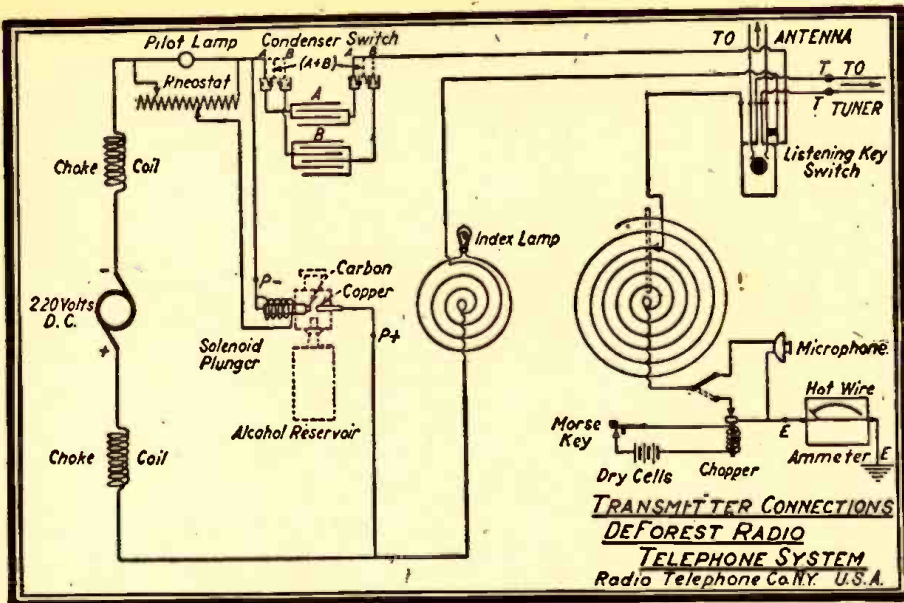 Pilot Lamp
Condenser Switch
A B
(A+B)
A B
Rneostat
A
B
TO ANTENNA
T TO
T TUNER
Listening Key
Switch
Choke Coil
Index Lamp
-
220 Volts
D.C.
+
P-
Carbon
Copper
P+
Solenoid
Plunger
Alcohol Reservoir
Microphone
Hot Wire
Morse
Key
E
E
Ammeter
Dry Cells
Chopper
Choke Coil
TRANSMITTER CONNECTIONS
DEFOREST RADIO
TELEPHONE SYSTEM
Radio Telephone Co. N.Y. U.S.A.